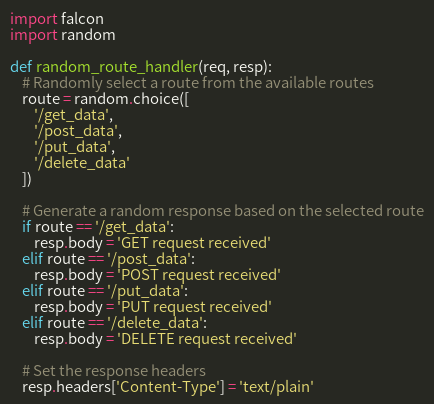 import falcon
import random

def random_route_handler(req, resp):
    # Randomly select a route from the available routes
    route = random.choice([
        '/get_data',
        '/post_data',
        '/put_data',
        '/delete_data'
    ])

    # Generate a random response based on the selected route
    if route == '/get_data':
        resp.body = 'GET request received'
    elif route == '/post_data':
        resp.body = 'POST request received'
    elif route == '/put_data':
        resp.body = 'PUT request received'
    elif route == '/delete_data':
        resp.body = 'DELETE request received'

    # Set the response headers
    resp.headers['Content-Type'] = 'text/plain'